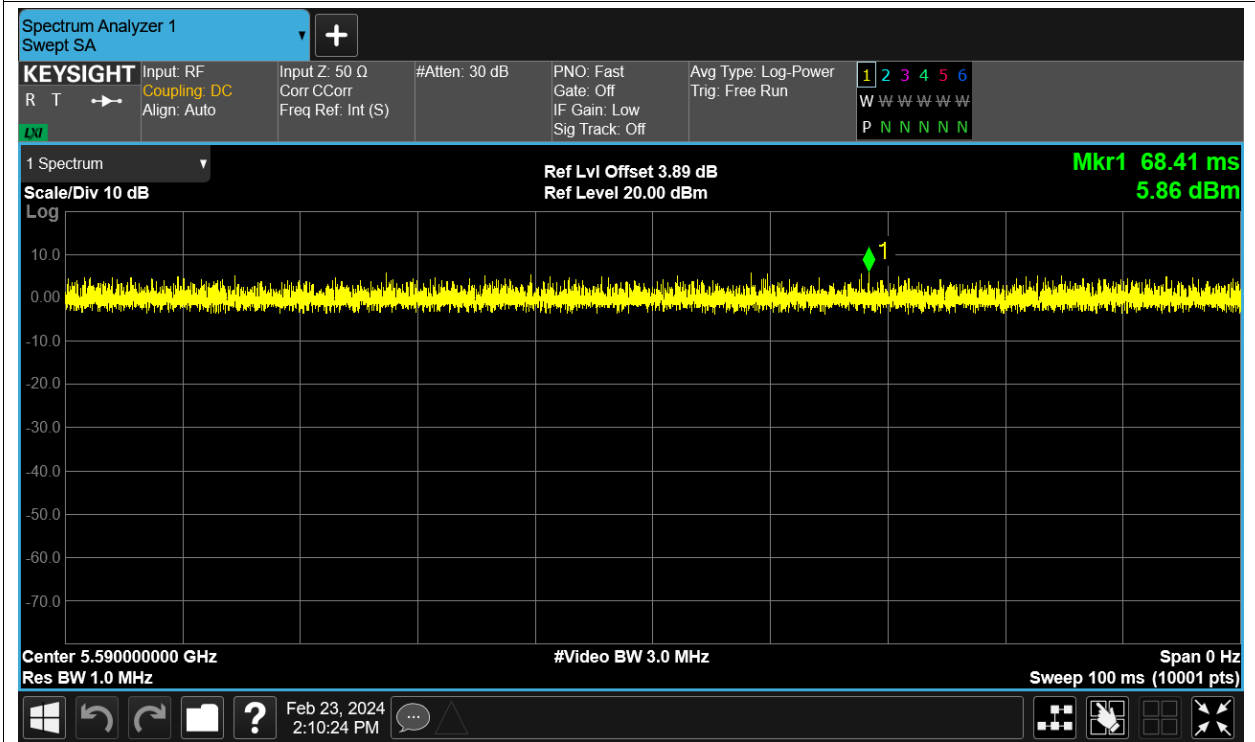 Spectrum Analyzer 1
Swept SA
+
KEYSIGHT
R T
LXI
Input: RF
Coupling: DC
Align: Auto
Input Z: 50 Ω
Corr CCorr
Freq Ref: Int (S)
#Atten: 30 dB
PNO: Fast
Gate: Off
IF Gain: Low
Sig Track: Off
Avg Type: Log-Power
Trig: Free Run
1 2 3 4 5 6
W W W W W W
P N N N N N
1 Spectrum
Scale/Div 10 dB
Log
Ref Lvl Offset 3.89 dB
Ref Level 20.00 dBm
Mkr1 68.41 ms
5.86 dBm
1
10.0
0.00
-10.0
-20.0
-30.0
-40.0
-50.0
-60.0
-70.0
Center 5.590000000 GHz
Res BW 1.0 MHz
#Video BW 3.0 MHz
Span 0 Hz
Sweep 100 ms (10001 pts)
?
Feb 23, 2024
2:10:24 PM